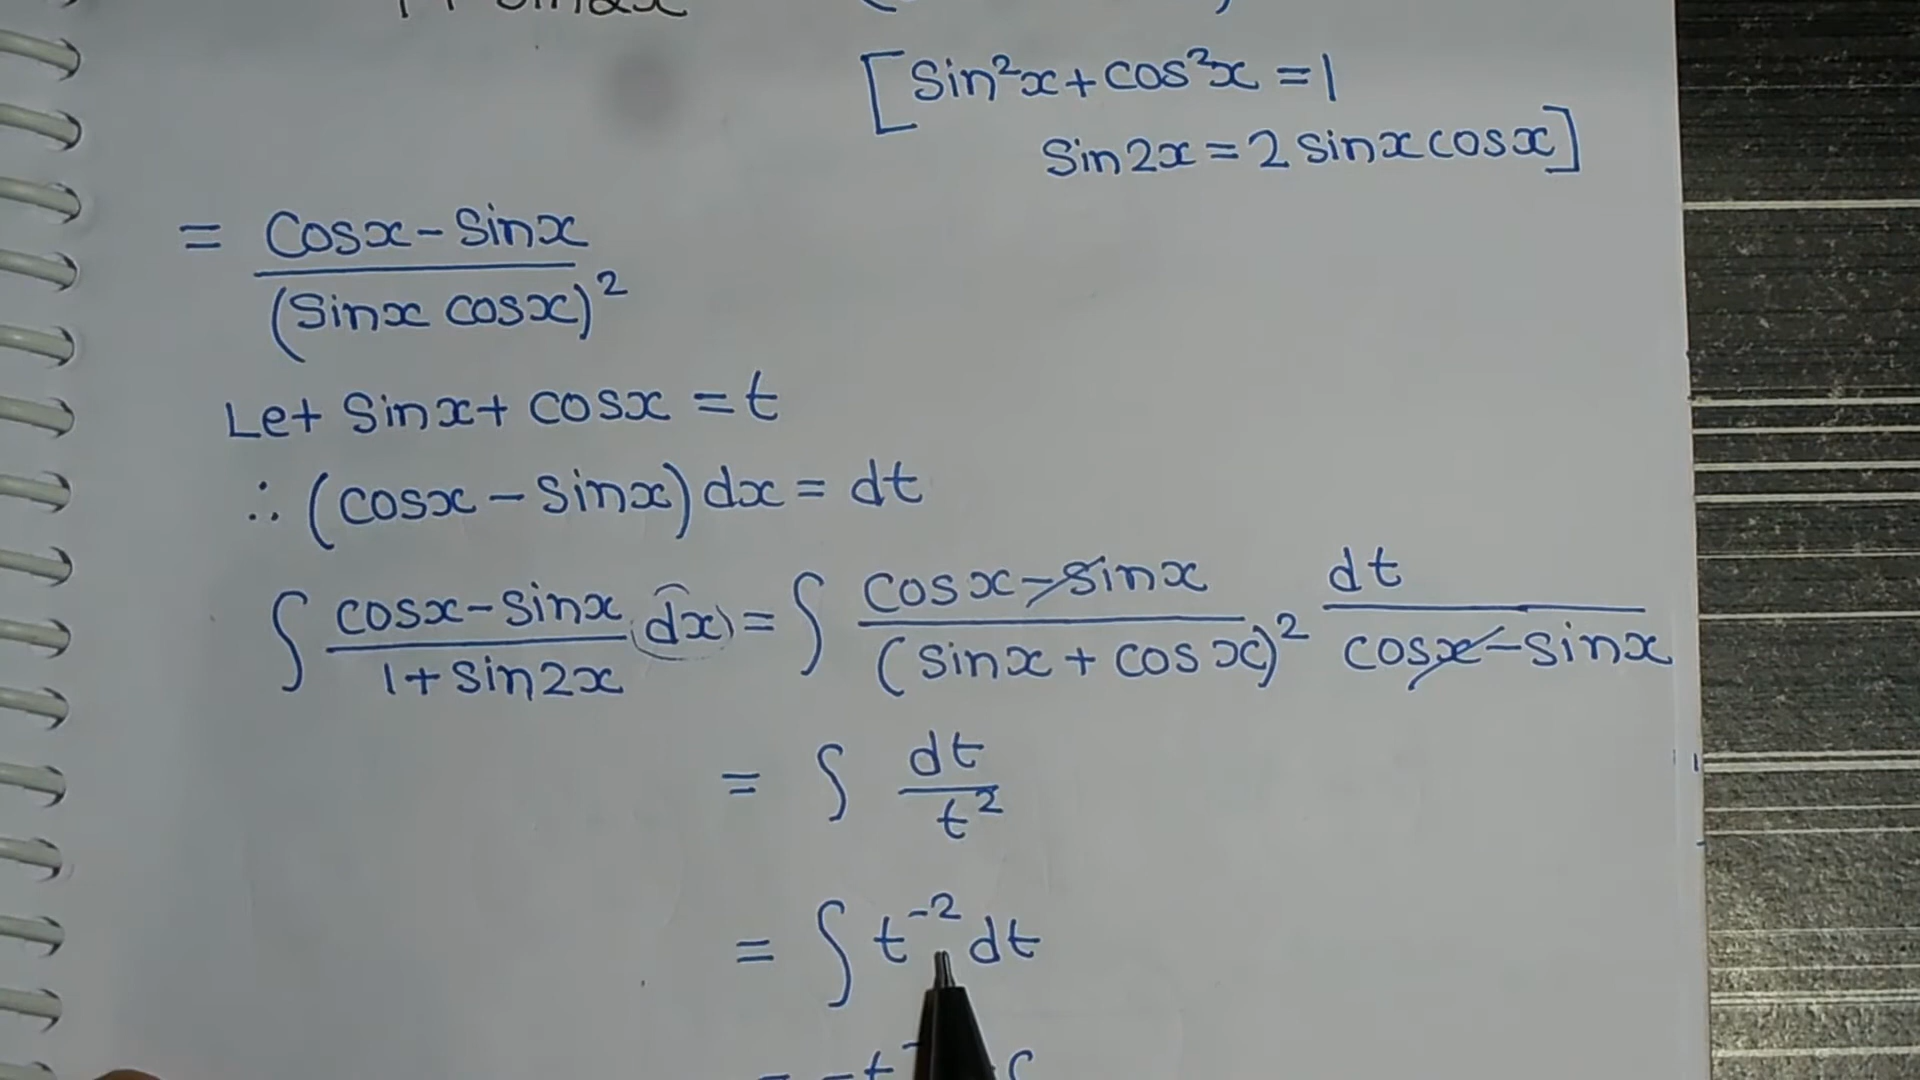 [Sin²x + cos²x = 1
Sin2x = 2 sinx cosx]
= Cosx - Sinx / (Sinx cosx)²
Let Sinx + cosx = t
∴ (cosx - Sinx) dx = dt
∫ cosx - Sinx / 1 + Sin2x dx = ∫ cosx - Sinx / (Sinx + cosx)² dt / cosx - Sinx
= ∫ dt / t²
= ∫ t⁻² dt